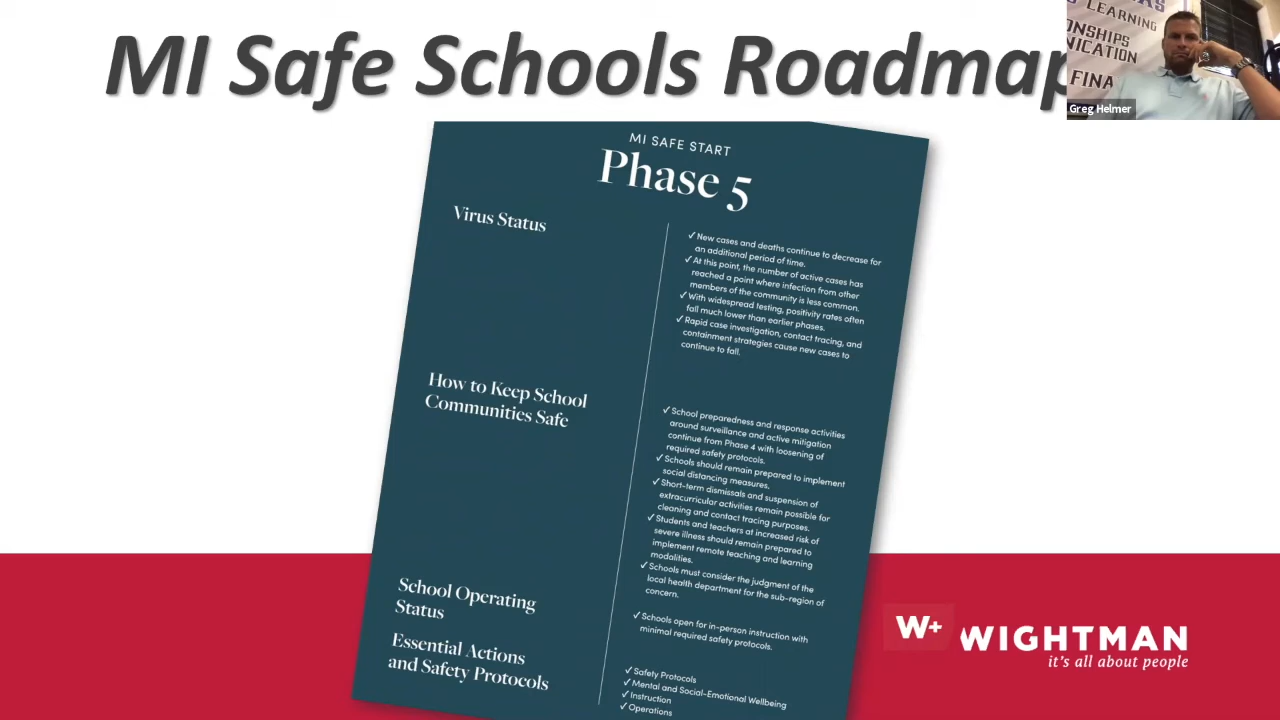 MI Safe Schools Roadmap
LEARNING
ONSHIPS
NICATION
FINA
Greg Helmer
MI SAFE START
Phase 5
Virus Status
✓ New cases and deaths continue to decrease for
an additional period of time.
✓ At this point, the number of active cases has
reached a point where infection from other
members of the community is less common.
✓ With widespread testing, positivity rates often
fall much lower than earlier phases.
✓ Rapid case investigation, contact tracing, and
containment strategies cause new cases to
continue to fall.
How to Keep School
Communities Safe
✓ School preparedness and response activities
around surveillance and active mitigation
continue from Phase 4 with loosening of
required safety protocols.
✓ Schools should remain prepared to implement
social distancing measures.
✓ Short-term dismissals and suspension of
extracurricular activities remain possible for
cleaning and contact tracing purposes.
✓ Students and teachers at increased risk of
severe illness should remain prepared to
implement remote teaching and learning
modalities.
✓ Schools must consider the judgment of the
local health department for the sub-region of
concern.
School Operating
Status
✓ Schools open for in-person instruction with
minimal required safety protocols.
Essential Actions
and Safety Protocols
✓ Safety Protocols
✓ Mental and Social-Emotional Wellbeing
✓ Instruction
✓ Operations
W+ WIGHTMAN
it's all about people